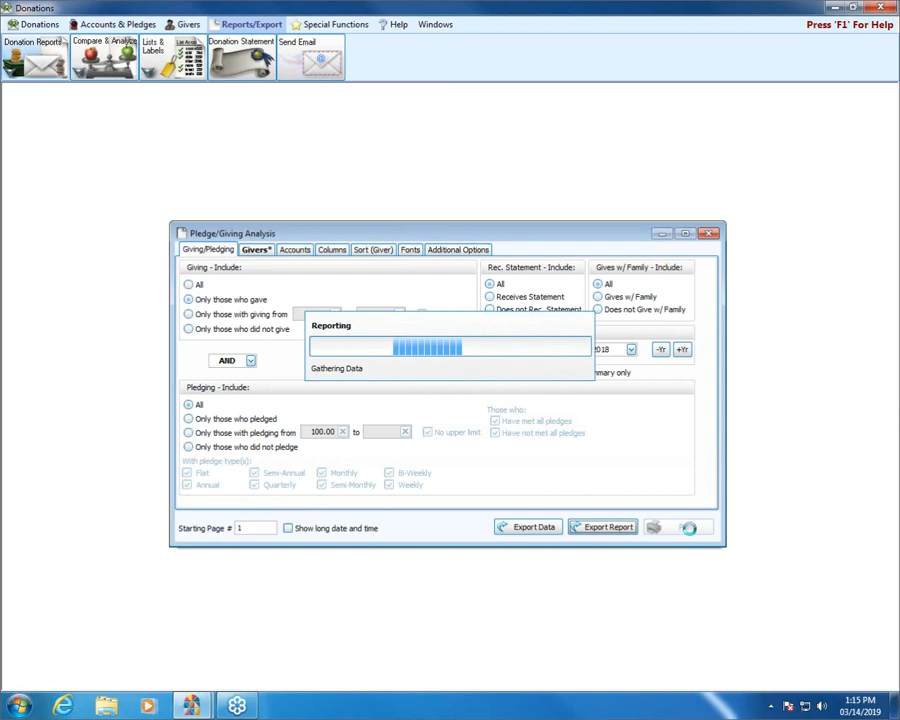 Donations
Donations Accounts & Pledges Givers Reports/Export Special Functions Help Windows Press 'F1' For Help
Donation Reports Compare & Analyze Lists & Labels Donation Statement Send Email
Pledge/Giving Analysis
Giving/Pledging Givers* Accounts Columns Sort (Giver) Fonts Additional Options
Giving - Include: Rec. Statement - Include: Gives w/ Family - Include:
All All All
Only those who gave Receives Statement Gives w/ Family
Only those with giving from Does not Rec. Statement Does not Give w/ Family
Only those who did not give
Reporting
Gathering Data
AND 2018 -Yr +Yr
Pledging - Include:
All
Only those who pledged
Only those with pledging from 100.00 to No upper limit
Only those who did not pledge
Those who:
Have met all pledges
Have not met all pledges
With pledge type(s):
Flat Semi-Annual Monthly Bi-Weekly
Annual Quarterly Semi-Monthly Weekly
Starting Page # 1 Show long date and time Export Data Export Report
1:15 PM
03/14/2019